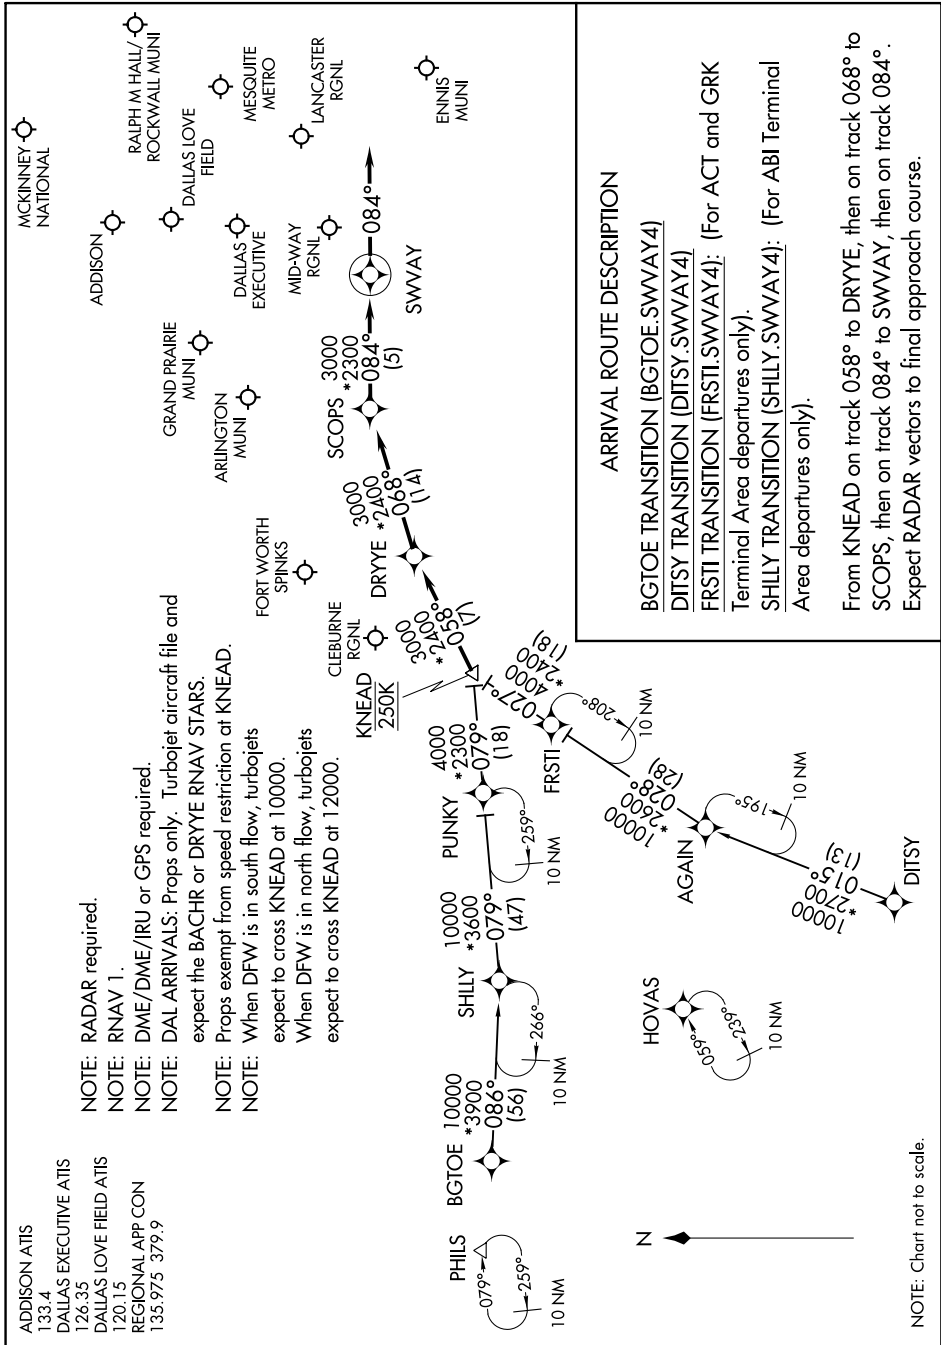 ADDISON ATIS
133.4
DALLAS EXECUTIVE ATIS
126.35
DALLAS LOVE FIELD ATIS
120.15
REGIONAL APP CON
135.975 379.9
NOTE: RADAR required.
NOTE: RNAV 1.
NOTE: DME/DME/IRU or GPS required.
NOTE: DAL ARRIVALS: Props only. Turbojet aircraft file and
expect the BACHR or DRYYE RNAV STARS.
NOTE: Props exempt from speed restriction at KNEAD.
NOTE: When DFW is in south flow, turbojets
expect to cross KNEAD at 10000.
When DFW is in north flow, turbojets
expect to cross KNEAD at 12000.
MCKINNEY
NATIONAL
RALPH M HALL/
ROCKWALL MUNI
ADDISON
DALLAS LOVE
FIELD
MESQUITE
METRO
GRAND PRAIRIE
MUNI
DALLAS
EXECUTIVE
LANCASTER
RGNL
ARLINGTON
MUNI
MID-WAY
RGNL
ENNIS
MUNI
FORT WORTH
SPINKS
CLEBURNE
RGNL
PHILS
079°
259°
10 NM
BGTOE
10000
*3900
086°
(56)
SHLLY
266°
10 NM
10000
*3600
079°
(47)
PUNKY
259°
10 NM
4000
*2300
079°
(18)
KNEAD
250K
3000
*2400
058°
(7)
DRYYE
3000
*2400
068°
(14)
SCOPS
3000
*2300
084°
(5)
SWVAY
084°
4000
*2400
027°
(18)
FRSTI
208°
10 NM
10000
*2600
028°
(28)
AGAIN
195°
10 NM
10000
*2700
015°
(13)
DITSY
HOVAS
059°
239°
10 NM
N
NOTE: Chart not to scale.
ARRIVAL ROUTE DESCRIPTION
BGTOE TRANSITION (BGTOE.SWVAY4)
DITSY TRANSITION (DITSY.SWVAY4)
FRSTI TRANSITION (FRSTI.SWVAY4): (For ACT and GRK
Terminal Area departures only).
SHLLY TRANSITION (SHLLY.SWVAY4): (For ABI Terminal
Area departures only).
From KNEAD on track 058° to DRYYE, then on track 068° to
SCOPS, then on track 084° to SWVAY, then on track 084°.
Expect RADAR vectors to final approach course.